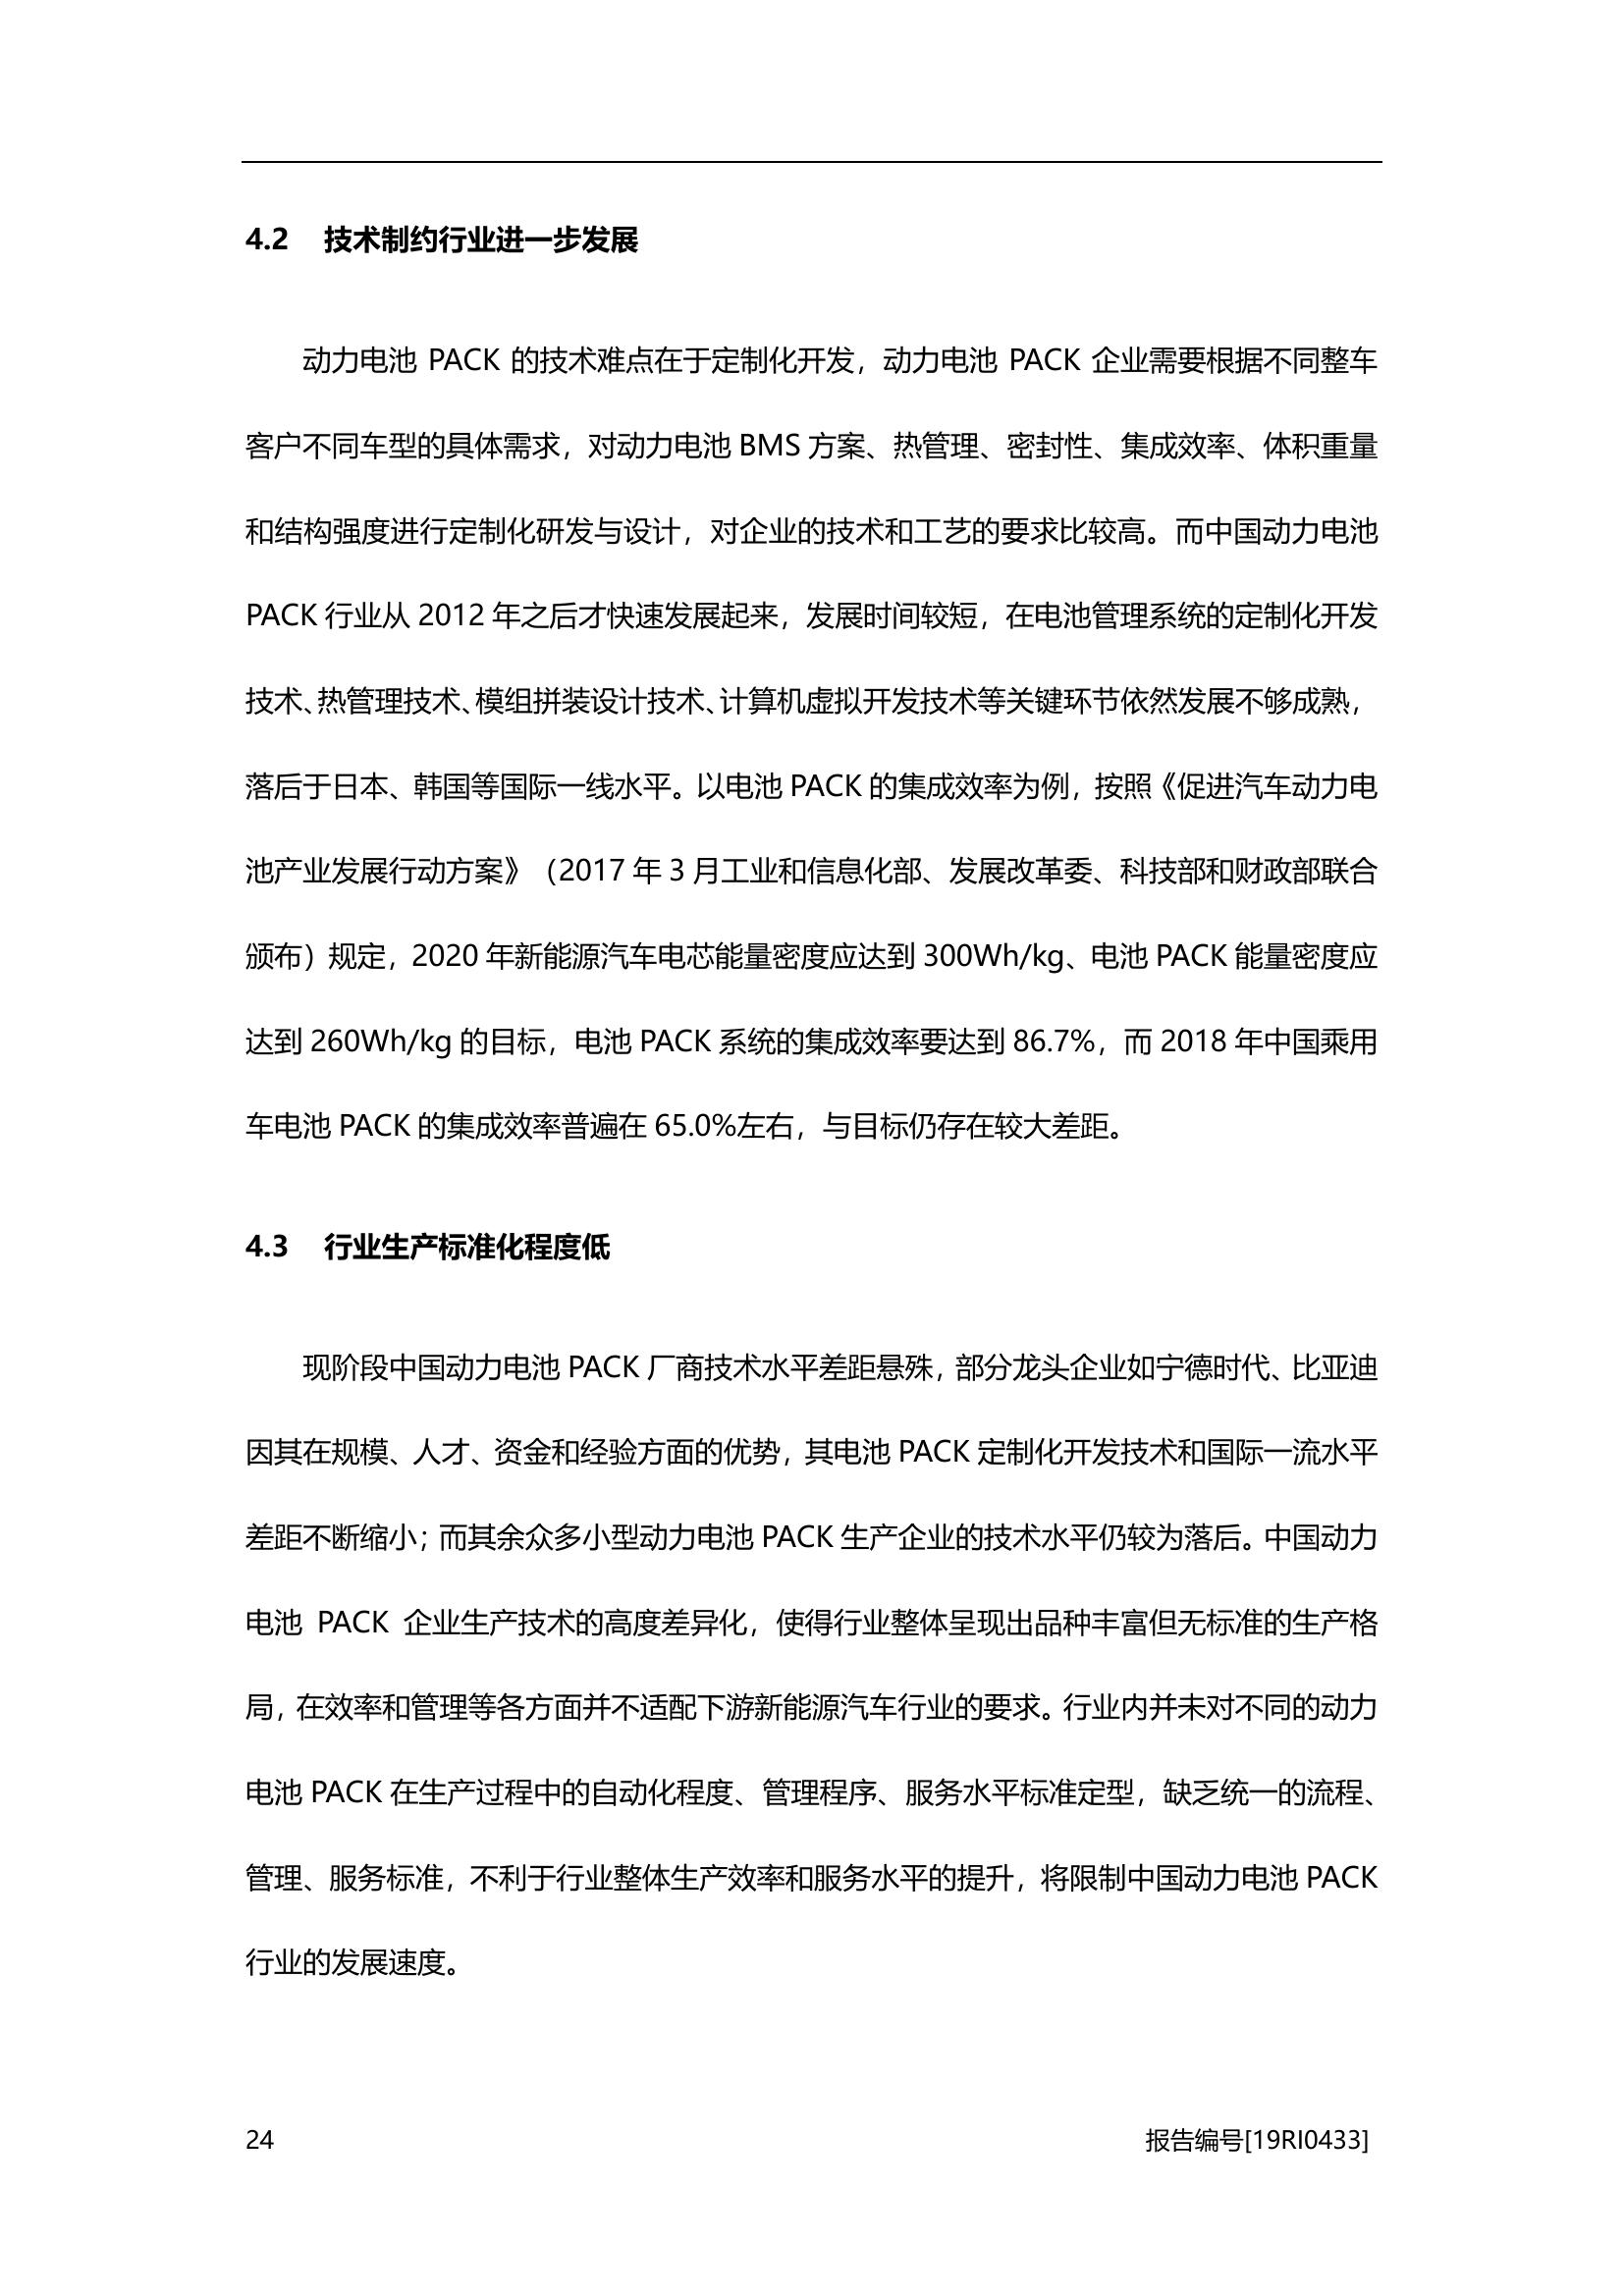 4.2 技术制约行业进一步发展
动力电池 PACK 的技术难点在于定制化开发，动力电池 PACK 企业需要根据不同整车
客户不同车型的具体需求，对动力电池 BMS 方案、热管理、密封性、集成效率、体积重量
和结构强度进行定制化研发与设计，对企业的技术和工艺的要求比较高。而中国动力电池
PACK 行业从 2012 年之后才快速发展起来，发展时间较短，在电池管理系统的定制化开发
技术、热管理技术、模组拼装设计技术、计算机虚拟开发技术等关键环节依然发展不够成熟，
落后于日本、韩国等国际一线水平。以电池 PACK 的集成效率为例，按照《促进汽车动力电
池产业发展行动方案》（2017 年 3 月工业和信息化部、发展改革委、科技部和财政部联合
颁布）规定，2020 年新能源汽车电芯能量密度应达到 300Wh/kg、电池 PACK 能量密度应
达到 260Wh/kg 的目标，电池 PACK 系统的集成效率要达到 86.7%，而 2018 年中国乘用
车电池 PACK 的集成效率普遍在 65.0%左右，与目标仍存在较大差距。
4.3 行业生产标准化程度低
现阶段中国动力电池 PACK 厂商技术水平差距悬殊，部分龙头企业如宁德时代、比亚迪
因其在规模、人才、资金和经验方面的优势，其电池 PACK 定制化开发技术和国际一流水平
差距不断缩小；而其余众多小型动力电池 PACK 生产企业的技术水平仍较为落后。中国动力
电池 PACK 企业生产技术的高度差异化，使得行业整体呈现出品种丰富但无标准的生产格
局，在效率和管理等各方面并不适配下游新能源汽车行业的要求。行业内并未对不同的动力
电池 PACK 在生产过程中的自动化程度、管理程序、服务水平标准定型，缺乏统一的流程、
管理、服务标准，不利于行业整体生产效率和服务水平的提升，将限制中国动力电池 PACK
行业的发展速度。
24 报告编号[19RI0433]